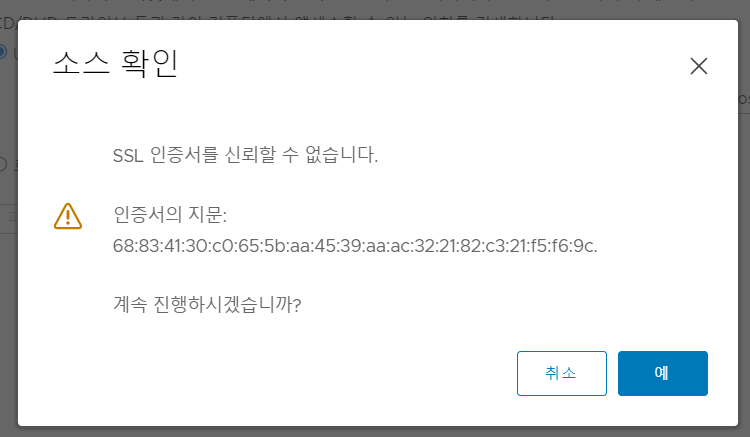 소스 확인
SSL 인증서를 신뢰할 수 없습니다.
인증서의 지문:
68:83:41:30:c0:65:5b:aa:45:39:aa:ac:32:21:82:c3:21:f5:f6:9c.
계속 진행하시겠습니까?
취소
예